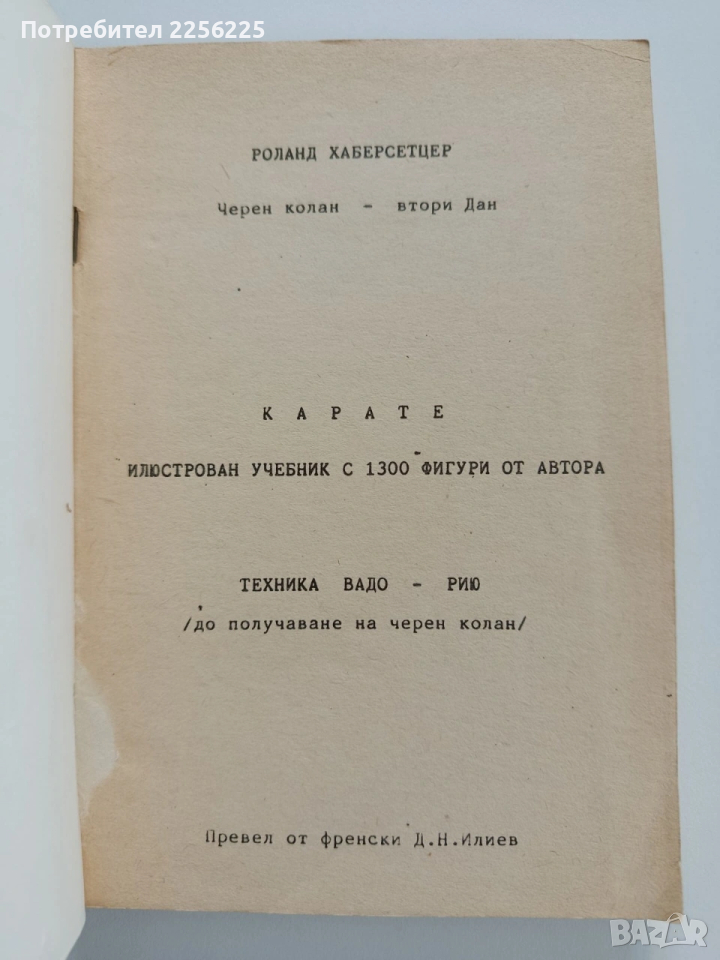 Потребител 2256225
РОЛАНД ХАБЕРСЕТЦЕР
Черен колан - втори Дан
К А Р А Т Е
ИЛЮСТРОВАН УЧЕБНИК С 1300 ФИГУРИ ОТ АВТОРА
ТЕХНИКА ВАДО - РИЮ
/до получаване на черен колан/
Превел от френски Д.Н.Илиев
BAZAR